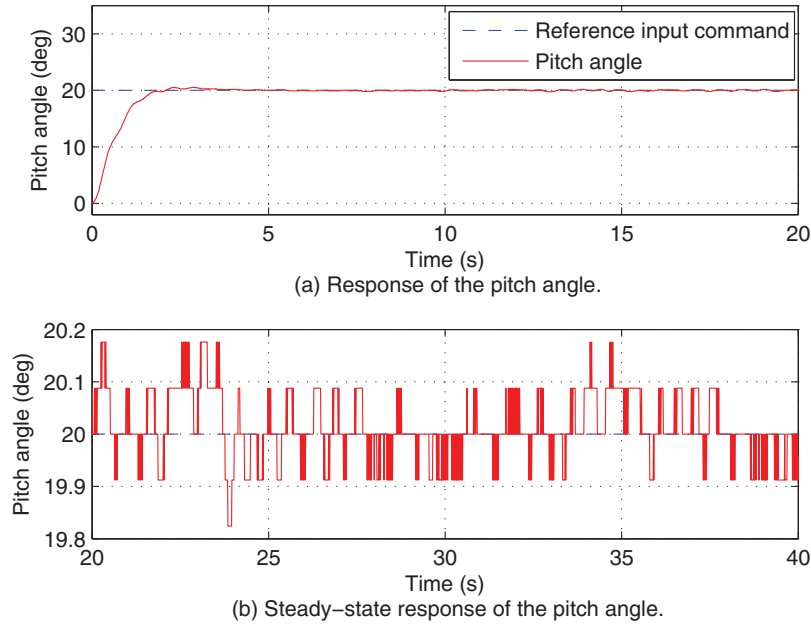 30
20
10
0
Pitch angle (deg)
Reference input command
Pitch angle
0
5
10
15
20
Time (s)
(a) Response of the pitch angle.
20.2
20.1
20
19.9
19.8
Pitch angle (deg)
20
25
30
35
40
Time (s)
(b) Steady−state response of the pitch angle.